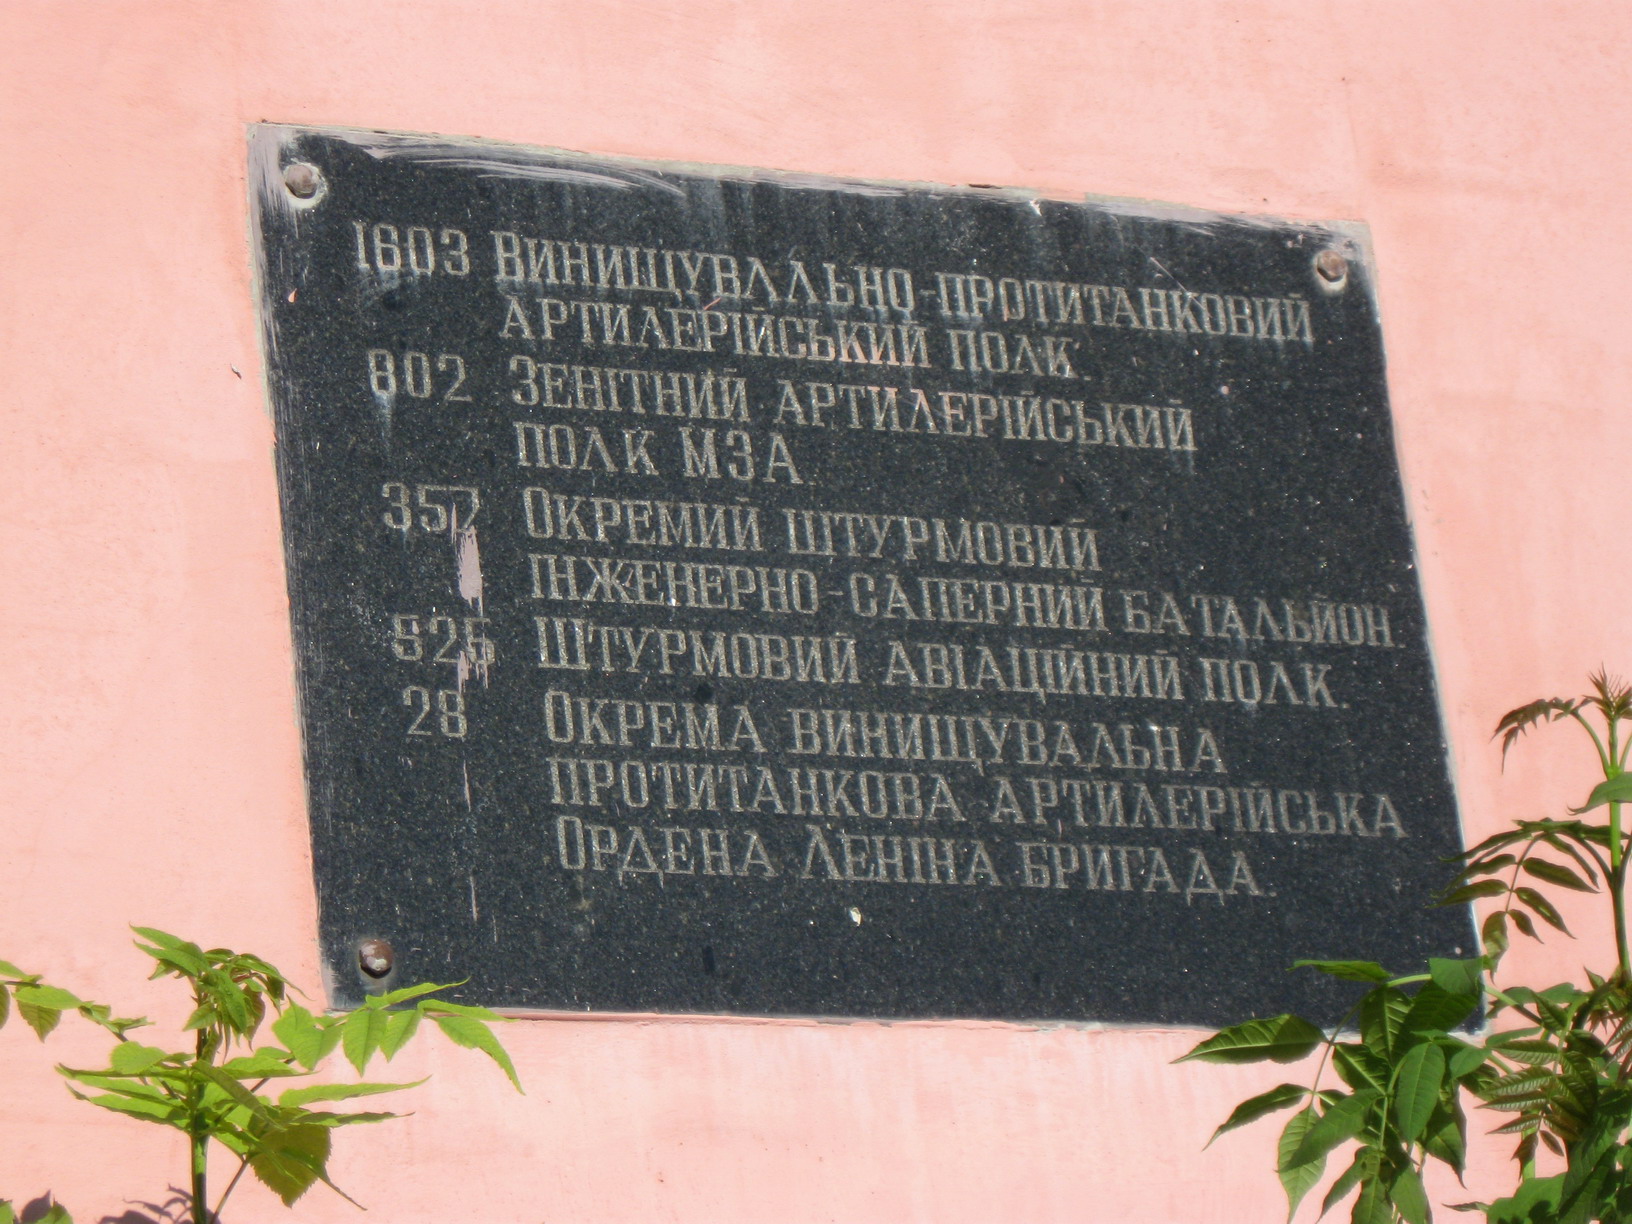 1603 Винищувально-протитанковий
артилерійський полк.
802 Зенітний артилерійський
полк МЗА.
357 Окремий штурмовий
інженерно-саперний батальйон.
525 Штурмовий авіаційний полк.
28 Окрема винищувальна
протитанкова артилерійська
Ордена Леніна бригада.